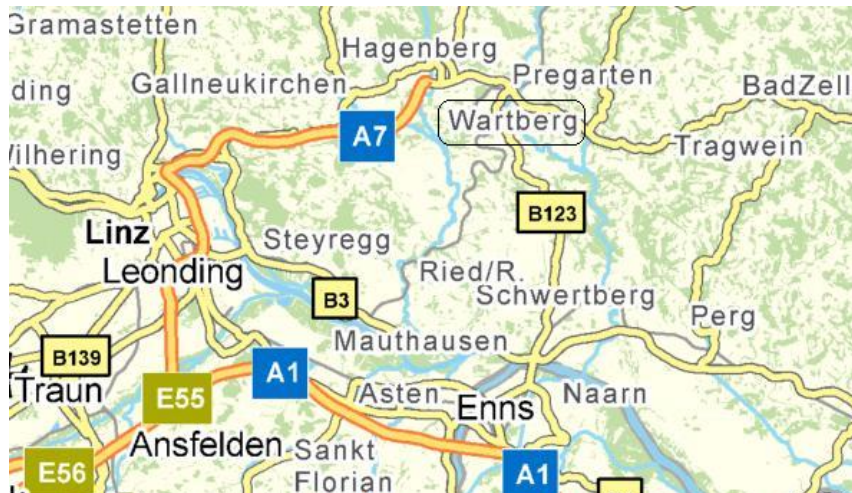 Gramastetten
Hagenberg
ding
Gallneukirchen
Pregarten
BadZell
Wartberg
A7
Tragwein
Wilhering
B123
Linz
Steyregg
Leonding
Ried/R.
B3
Schwertberg
Perg
Mauthausen
B139
A1
Traun
E55
Asten
Enns
Naarn
Ansfelden
Sankt
Florian
E56
A1